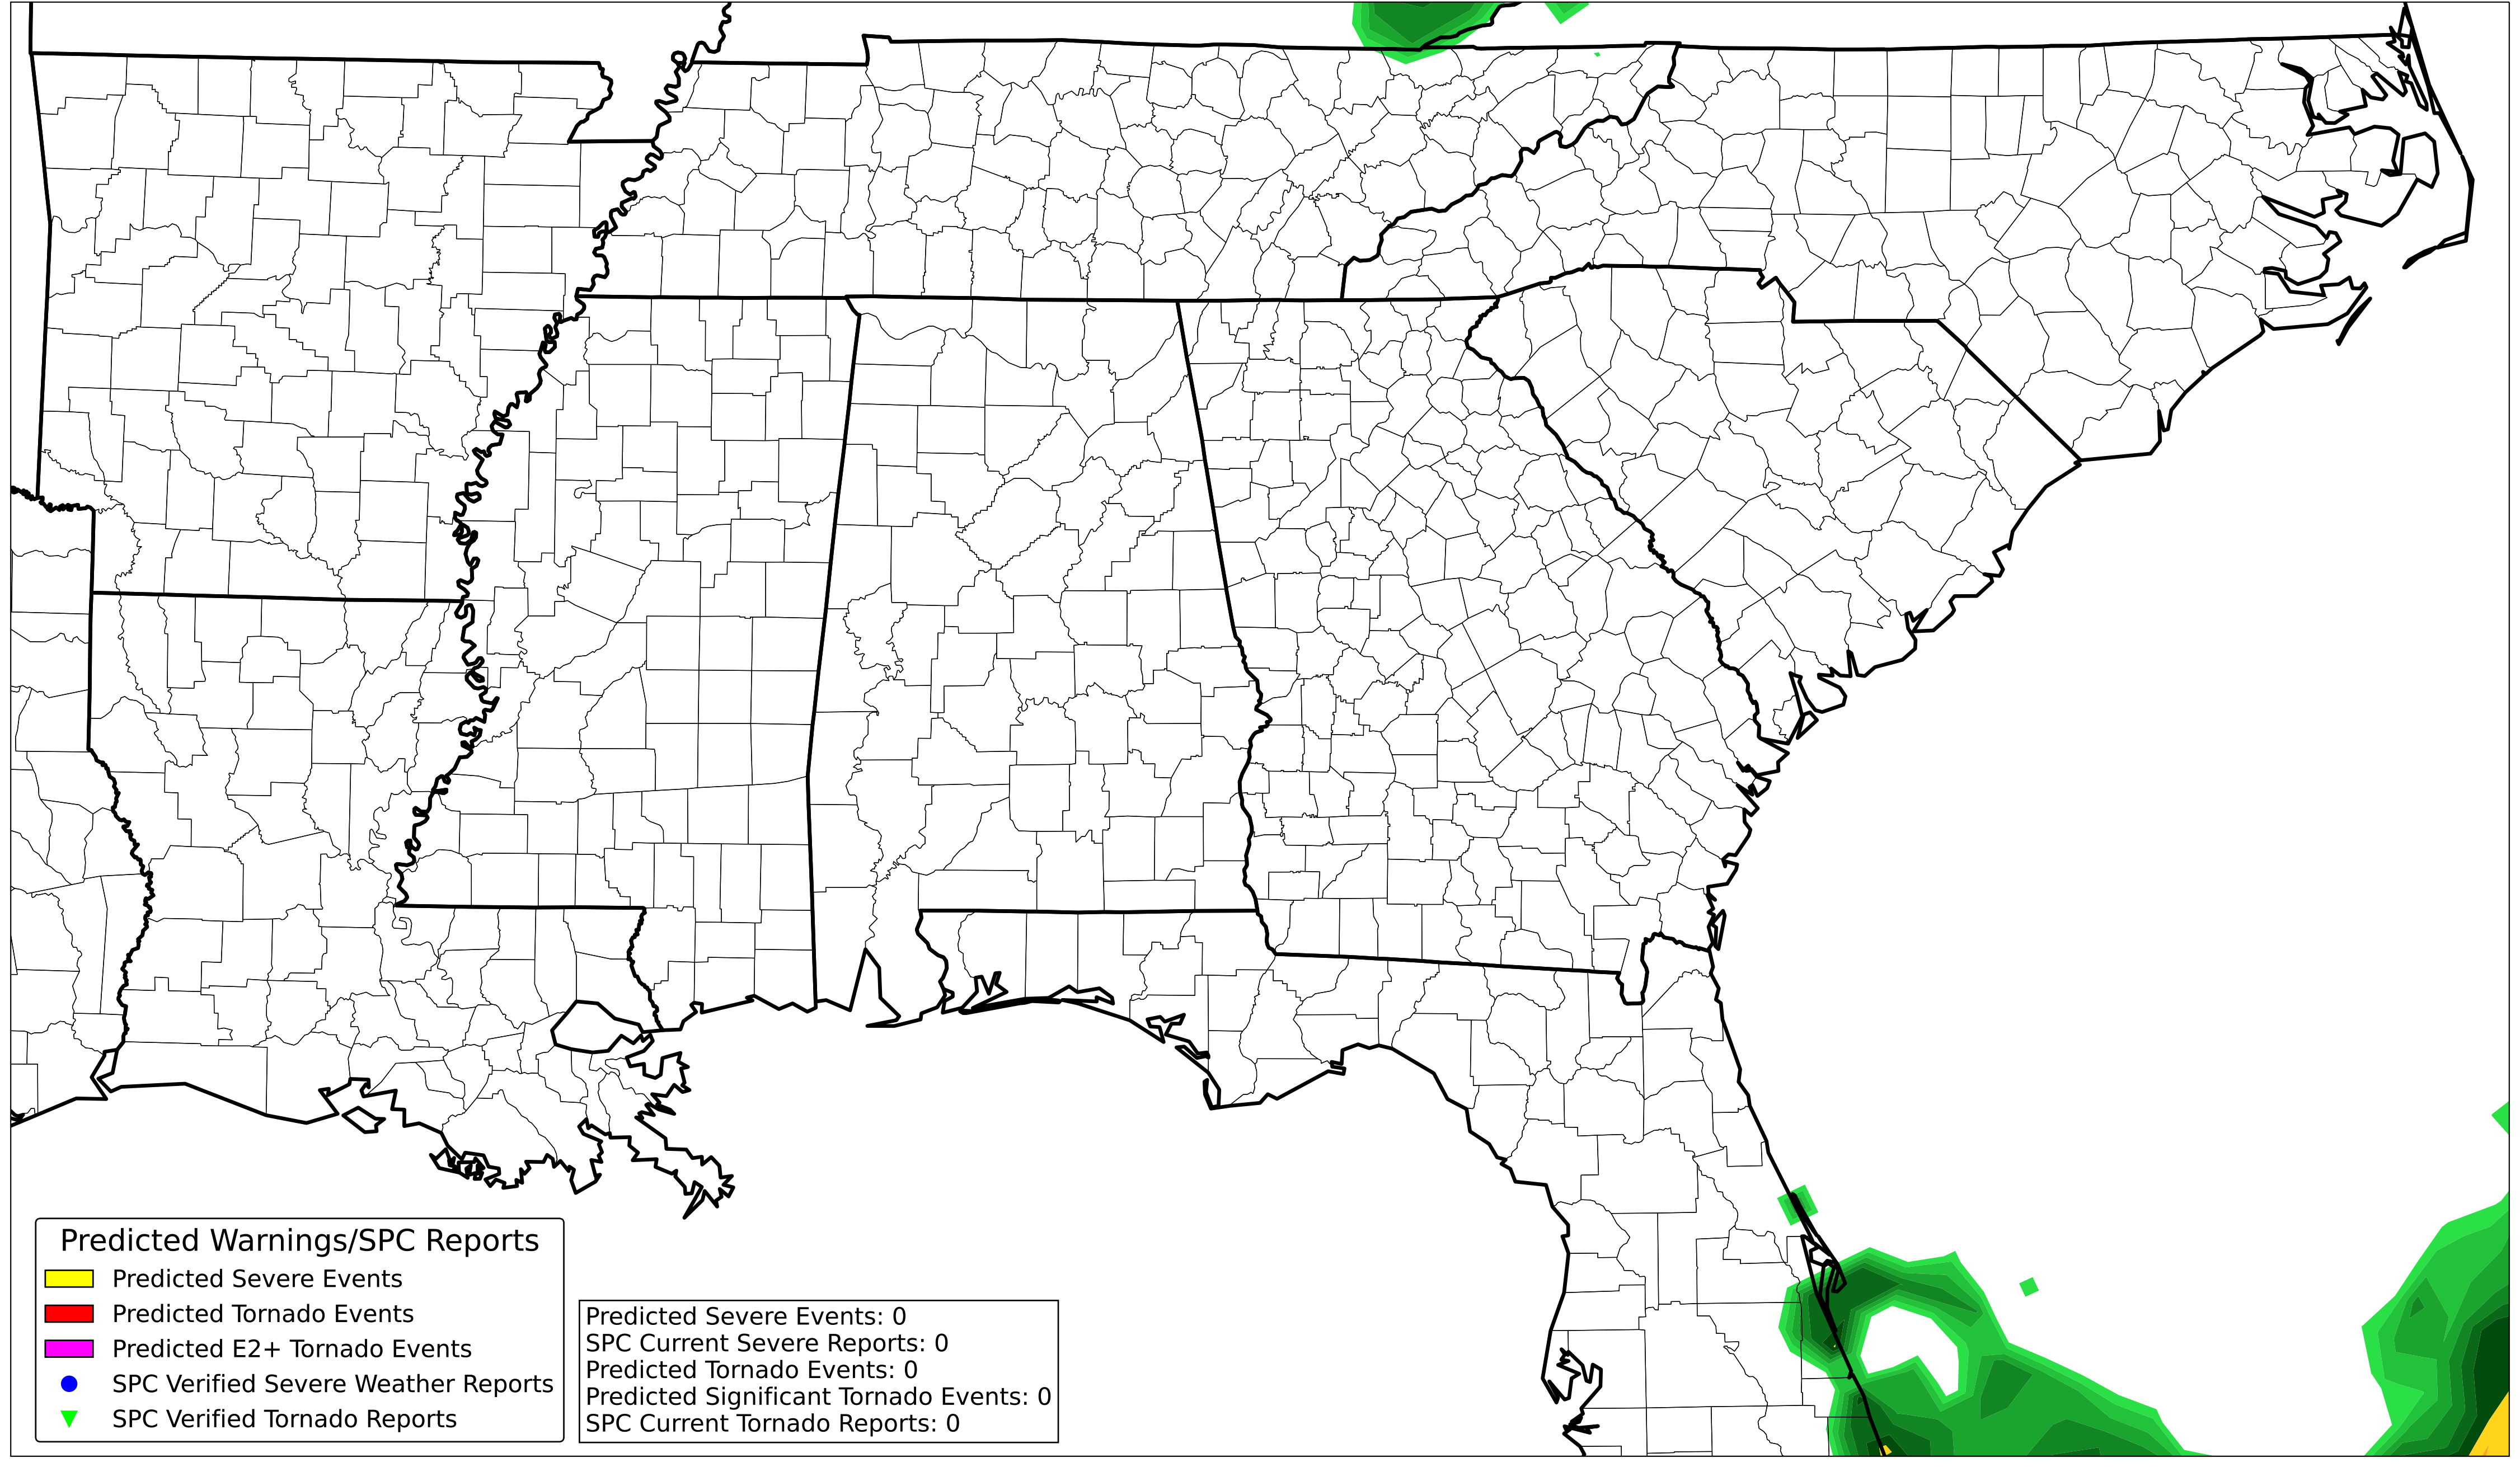 Predicted Warnings/SPC Reports
Predicted Severe Events
Predicted Tornado Events
Predicted E2+ Tornado Events
SPC Verified Severe Weather Reports
SPC Verified Tornado Reports
Predicted Severe Events: 0
SPC Current Severe Reports: 0
Predicted Tornado Events: 0
Predicted Significant Tornado Events: 0
SPC Current Tornado Reports: 0